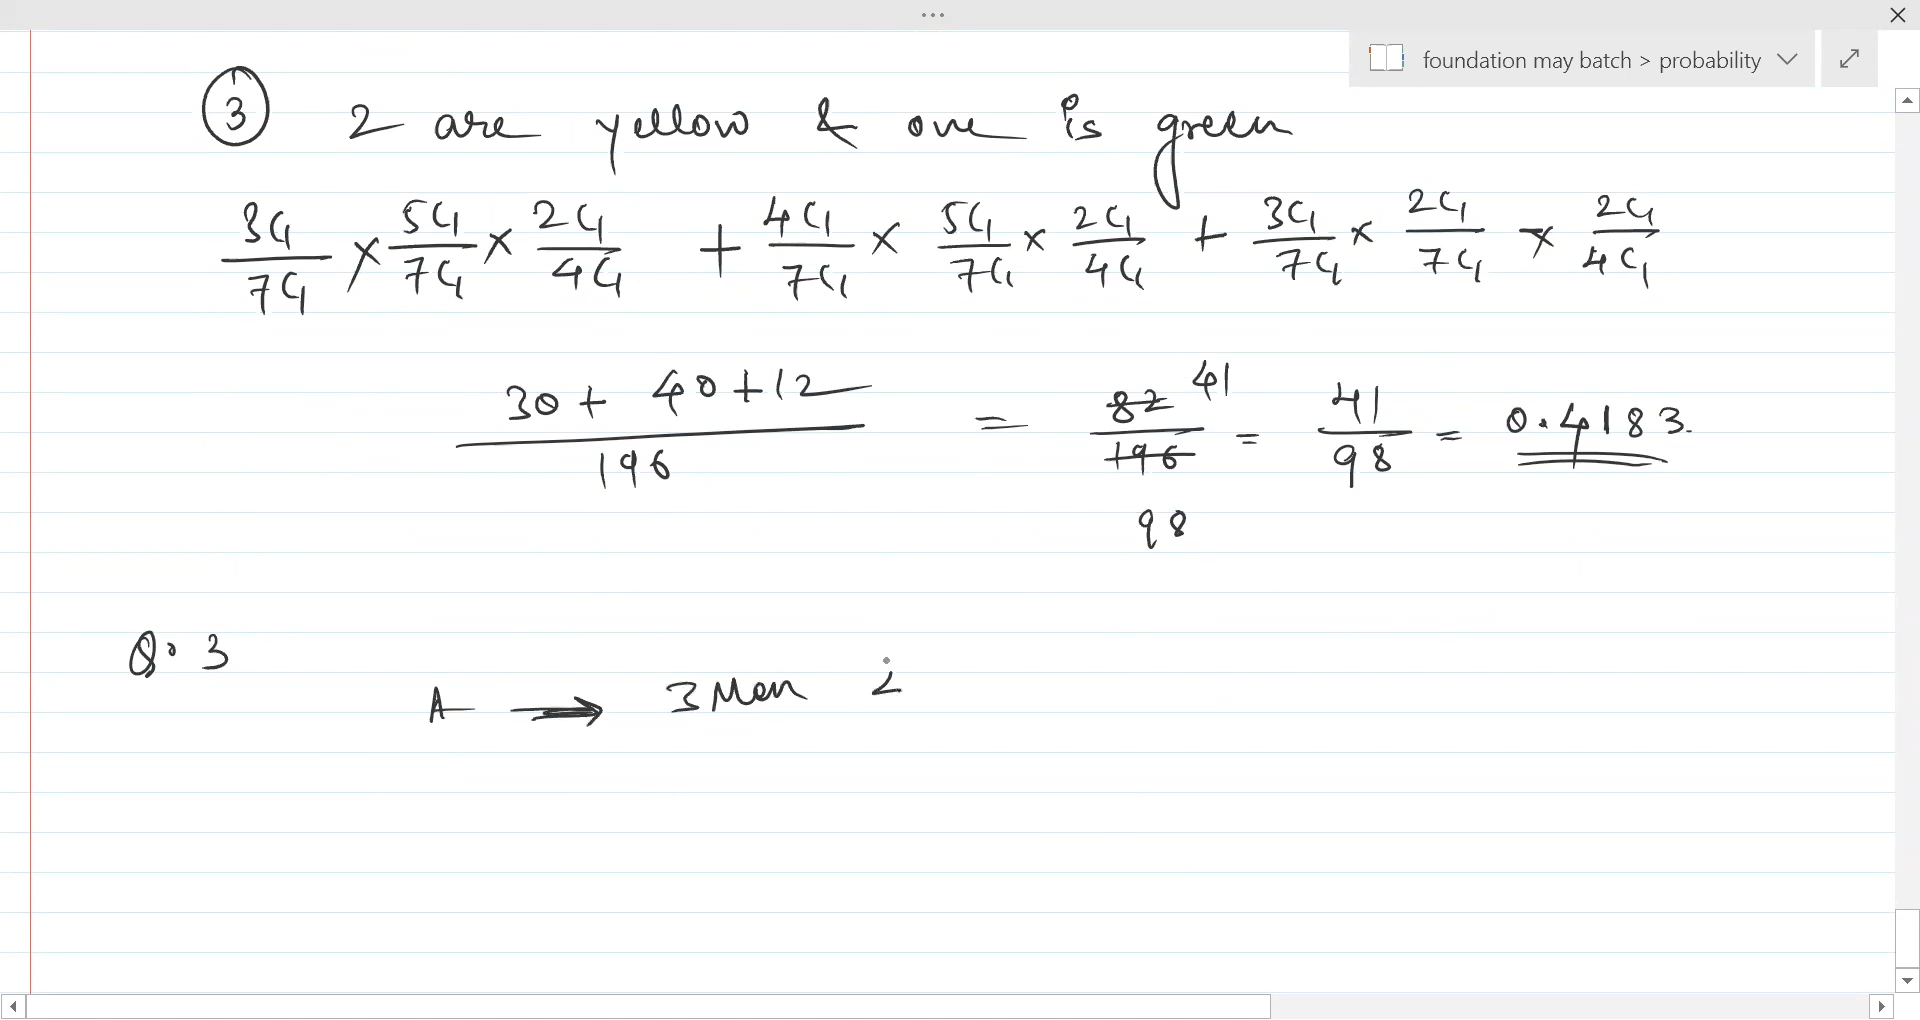 foundation may batch > probability
③ 2 are yellow & one is green
3C1/7C1 × 5C1/7C1 × 2C1/4C1 + 4C1/7C1 × 5C1/7C1 × 2C1/4C1 + 3C1/7C1 × 2C1/7C1 × 2C1/4C1
30 + 40 + 12 / 196 = 82 41 / 196 98 = 41/98 = 0.4183.
Q. 3
A → 3 Men